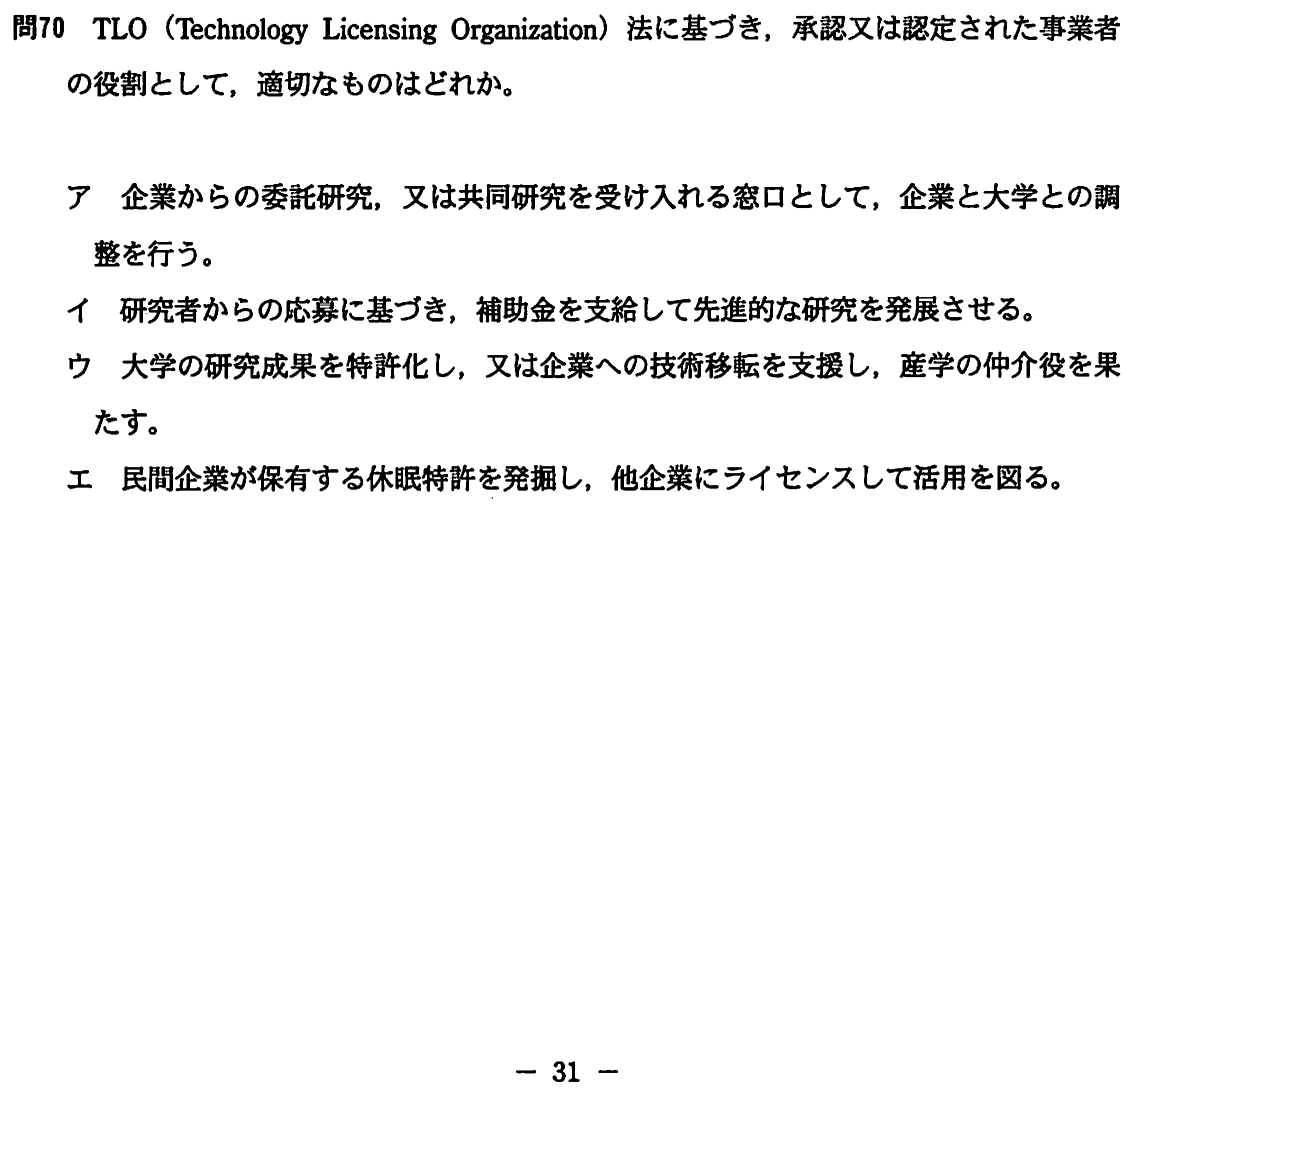 問70 TLO（Technology Licensing Organization）法に基づき，承認又は認定された事業者
の役割として，適切なものはどれか。
ア 企業からの委託研究，又は共同研究を受け入れる窓口として，企業と大学との調
整を行う。
イ 研究者からの応募に基づき，補助金を支給して先進的な研究を発展させる。
ウ 大学の研究成果を特許化し，又は企業への技術移転を支援し，産学の仲介役を果
たす。
エ 民間企業が保有する休眠特許を発掘し，他企業にライセンスして活用を図る。
－ 31 －